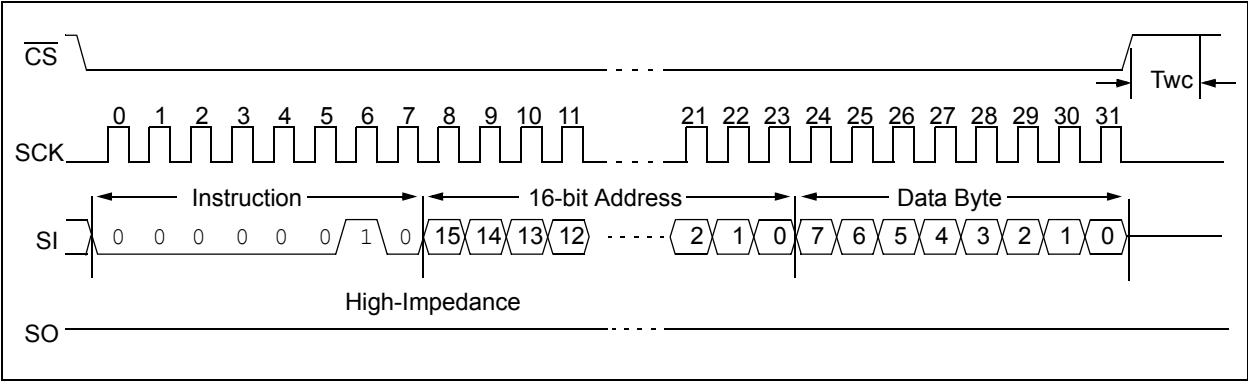 CS
Twc
0 1 2 3 4 5 6 7 8 9 10 11 21 22 23 24 25 26 27 28 29 30 31
SCK
Instruction 16-bit Address Data Byte
SI 0 0 0 0 0 0 1 0 15 14 13 12 2 1 0 7 6 5 4 3 2 1 0
High-Impedance
SO